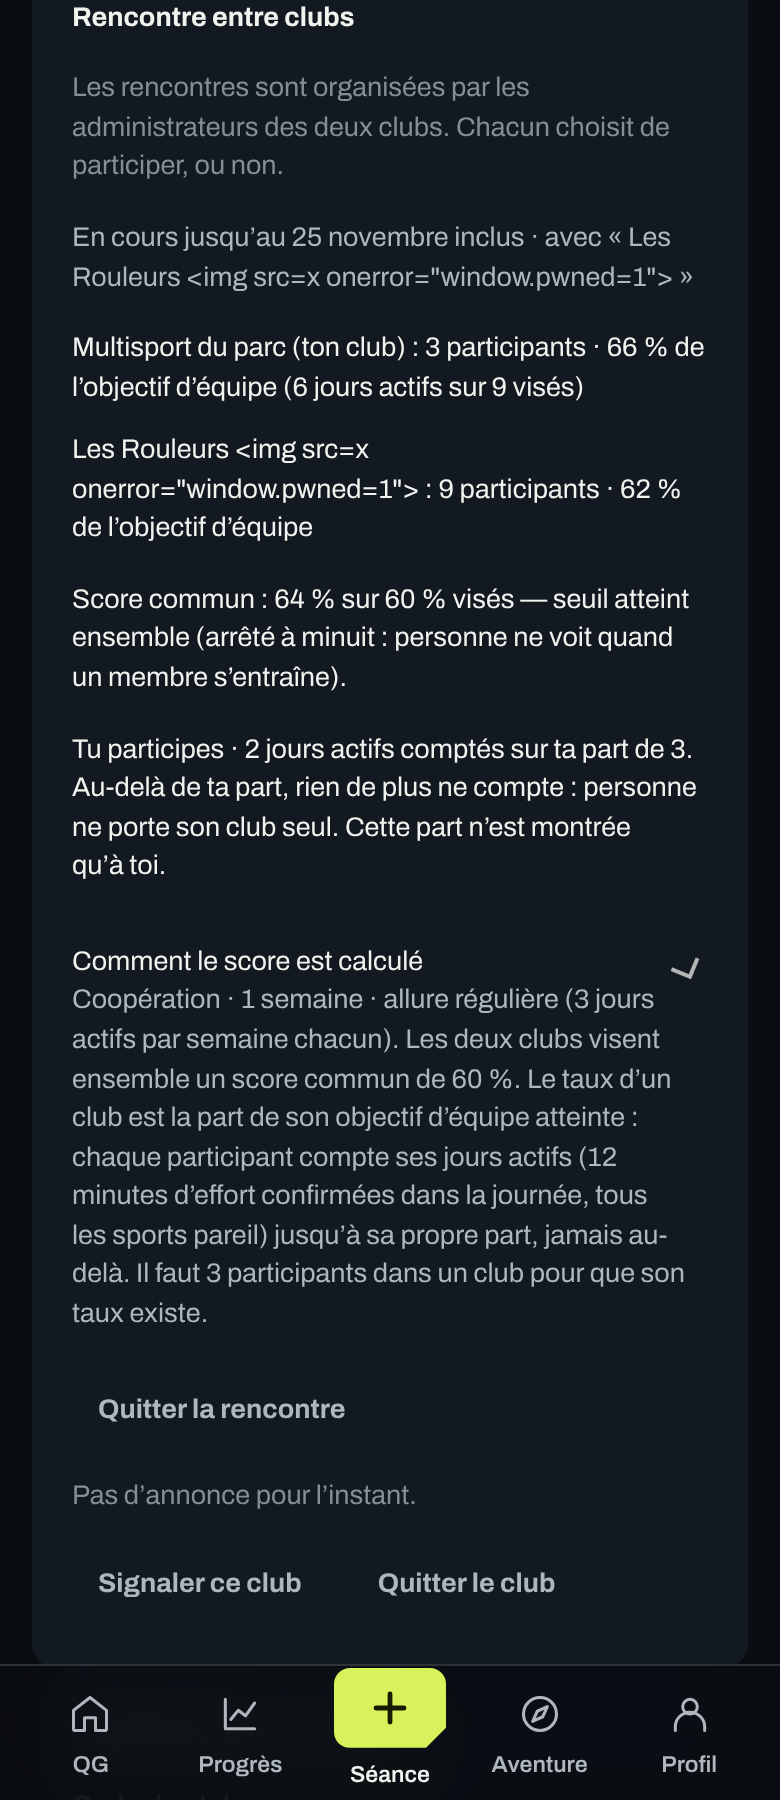 Rencontre entre clubs
Les rencontres sont organisées par les
administrateurs des deux clubs. Chacun choisit de
participer, ou non.
En cours jusqu’au 25 novembre inclus · avec « Les
Rouleurs <img src=x onerror="window.pwned=1"> »
Multisport du parc (ton club) : 3 participants · 66 % de
l’objectif d’équipe (6 jours actifs sur 9 visés)
Les Rouleurs <img src=x
onerror="window.pwned=1"> : 9 participants · 62 %
de l’objectif d’équipe
Score commun : 64 % sur 60 % visés — seuil atteint
ensemble (arrêté à minuit : personne ne voit quand
un membre s’entraîne).
Tu participes · 2 jours actifs comptés sur ta part de 3.
Au-delà de ta part, rien de plus ne compte : personne
ne porte son club seul. Cette part n’est montrée
qu’à toi.
Comment le score est calculé
Coopération · 1 semaine · allure régulière (3 jours
actifs par semaine chacun). Les deux clubs visent
ensemble un score commun de 60 %. Le taux d’un
club est la part de son objectif d’équipe atteinte :
chaque participant compte ses jours actifs (12
minutes d’effort confirmées dans la journée, tous
les sports pareil) jusqu’à sa propre part, jamais au-
delà. Il faut 3 participants dans un club pour que son
taux existe.
Quitter la rencontre
Pas d’annonce pour l’instant.
Signaler ce club Quitter le club
QG Progrès Séance Aventure Profil